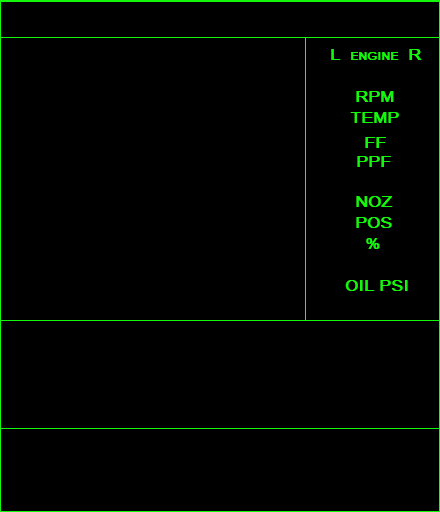 L ENGINE R
RPM
TEMP
FF
PPF
NOZ
POS
%
OIL PSI